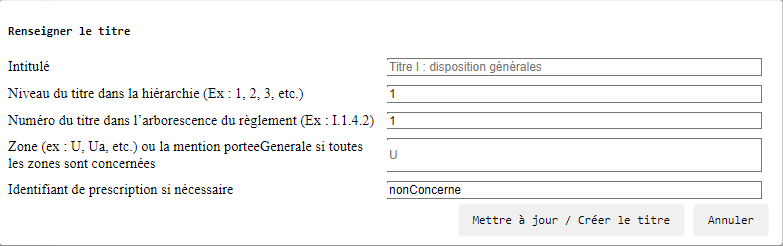 Renseigner le titre
Intitulé
Titre I : disposition générales
Niveau du titre dans la hiérarchie (Ex : 1, 2, 3, etc.)
1
Numéro du titre dans l'arborescence du règlement (Ex : I.1.4.2)
1
Zone (ex : U, Ua, etc.) ou la mention porteeGenerale si toutes
les zones sont concernées
U
Identifiant de prescription si nécessaire
nonConcerne
Mettre à jour / Créer le titre
Annuler